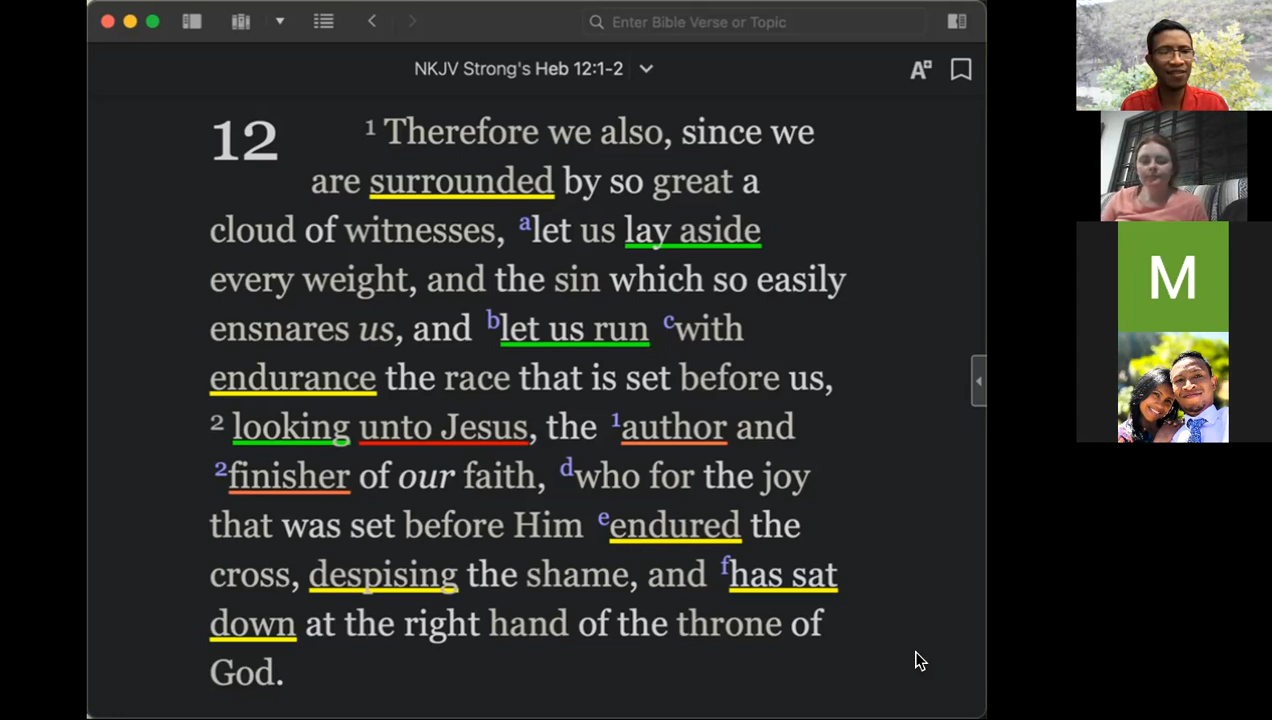 Enter Bible Verse or Topic
NKJV Strong's Heb 12:1-2
A
12 1 Therefore we also, since we
are surrounded by so great a
cloud of witnesses, a let us lay aside
every weight, and the sin which so easily
ensnares us, and b let us run c with
endurance the race that is set before us,
2 looking unto Jesus, the 1 author and
2 finisher of our faith, d who for the joy
that was set before Him e endured the
cross, despising the shame, and f has sat
down at the right hand of the throne of
God.
M